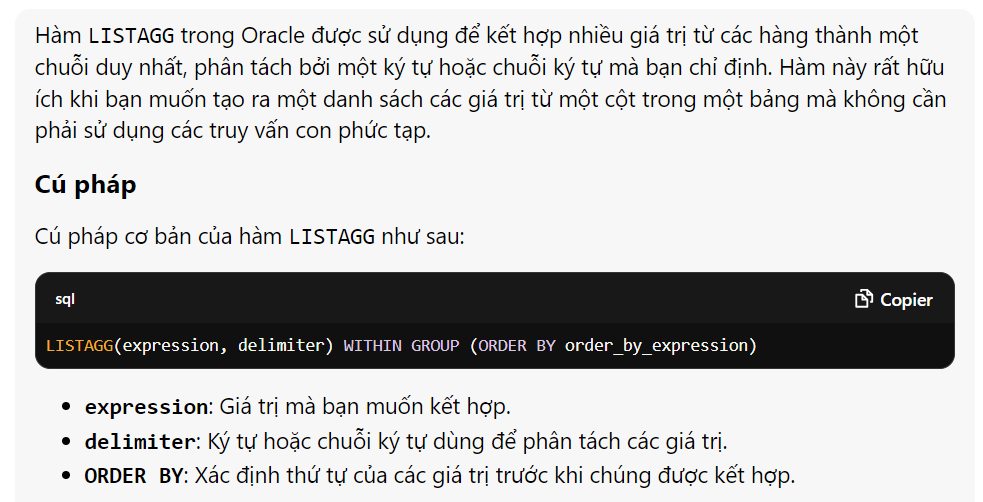 Hàm LISTAGG trong Oracle được sử dụng để kết hợp nhiều giá trị từ các hàng thành một
chuỗi duy nhất, phân tách bởi một ký tự hoặc chuỗi ký tự mà bạn chỉ định. Hàm này rất hữu
ích khi bạn muốn tạo ra một danh sách các giá trị từ một cột trong một bảng mà không cần
phải sử dụng các truy vấn con phức tạp.
Cú pháp
Cú pháp cơ bản của hàm LISTAGG như sau:
sql
Copier
LISTAGG(expression, delimiter) WITHIN GROUP (ORDER BY order_by_expression)
• expression: Giá trị mà bạn muốn kết hợp.
• delimiter: Ký tự hoặc chuỗi ký tự dùng để phân tách các giá trị.
• ORDER BY: Xác định thứ tự của các giá trị trước khi chúng được kết hợp.